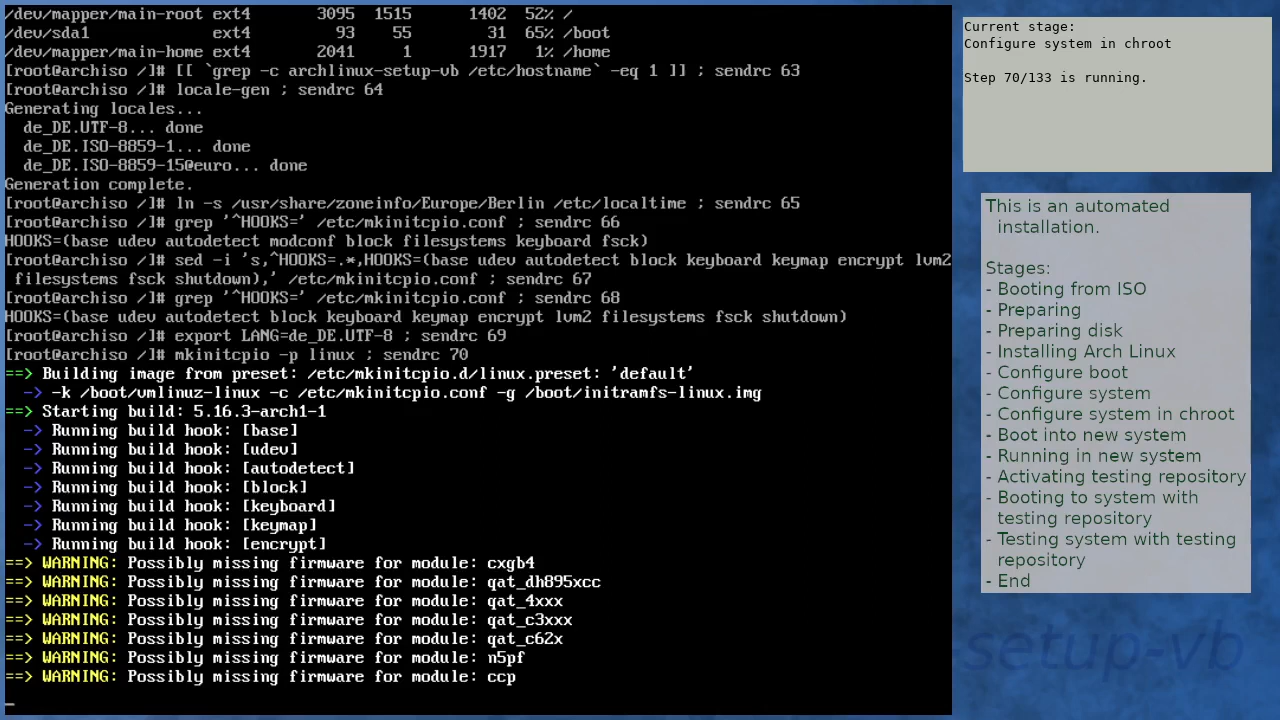 /dev/mapper/main-root ext4       3095  1515      1402  52% /
/dev/sda1             ext4         93    55        31  65% /boot
/dev/mapper/main-home ext4       2041     1      1917   1% /home
[root@archiso /]# [[ `grep -c archlinux-setup-vb /etc/hostname` -eq 1 ]] ; sendrc 63
[root@archiso /]# locale-gen ; sendrc 64
Generating locales...
  de_DE.UTF-8... done
  de_DE.ISO-8859-1... done
  de_DE.ISO-8859-15@euro... done
Generation complete.
[root@archiso /]# ln -s /usr/share/zoneinfo/Europe/Berlin /etc/localtime ; sendrc 65
[root@archiso /]# grep '^HOOKS=' /etc/mkinitcpio.conf ; sendrc 66
HOOKS=(base udev autodetect modconf block filesystems keyboard fsck)
[root@archiso /]# sed -i 's,^HOOKS=.*,HOOKS=(base udev autodetect block keyboard keymap encrypt lvm2
 filesystems fsck shutdown),' /etc/mkinitcpio.conf ; sendrc 67
[root@archiso /]# grep '^HOOKS=' /etc/mkinitcpio.conf ; sendrc 68
HOOKS=(base udev autodetect block keyboard keymap encrypt lvm2 filesystems fsck shutdown)
[root@archiso /]# export LANG=de_DE.UTF-8 ; sendrc 69
[root@archiso /]# mkinitcpio -p linux ; sendrc 70
==> Building image from preset: /etc/mkinitcpio.d/linux.preset: 'default'
  -> -k /boot/vmlinuz-linux -c /etc/mkinitcpio.conf -g /boot/initramfs-linux.img
==> Starting build: 5.16.3-arch1-1
  -> Running build hook: [base]
  -> Running build hook: [udev]
  -> Running build hook: [autodetect]
  -> Running build hook: [block]
  -> Running build hook: [keyboard]
  -> Running build hook: [keymap]
  -> Running build hook: [encrypt]
==> WARNING: Possibly missing firmware for module: cxgb4
==> WARNING: Possibly missing firmware for module: qat_dh895xcc
==> WARNING: Possibly missing firmware for module: qat_4xxx
==> WARNING: Possibly missing firmware for module: qat_c3xxx
==> WARNING: Possibly missing firmware for module: qat_c62x
==> WARNING: Possibly missing firmware for module: n5pf
==> WARNING: Possibly missing firmware for module: ccp
Current stage:
Configure system in chroot
Step 70/133 is running.
This is an automated
installation.
Stages:
- Booting from ISO
- Preparing
- Preparing disk
- Installing Arch Linux
- Configure boot
- Configure system
- Configure system in chroot
- Boot into new system
- Running in new system
- Activating testing repository
- Booting to system with
testing repository
- Testing system with testing
repository
- End
-setup-vb